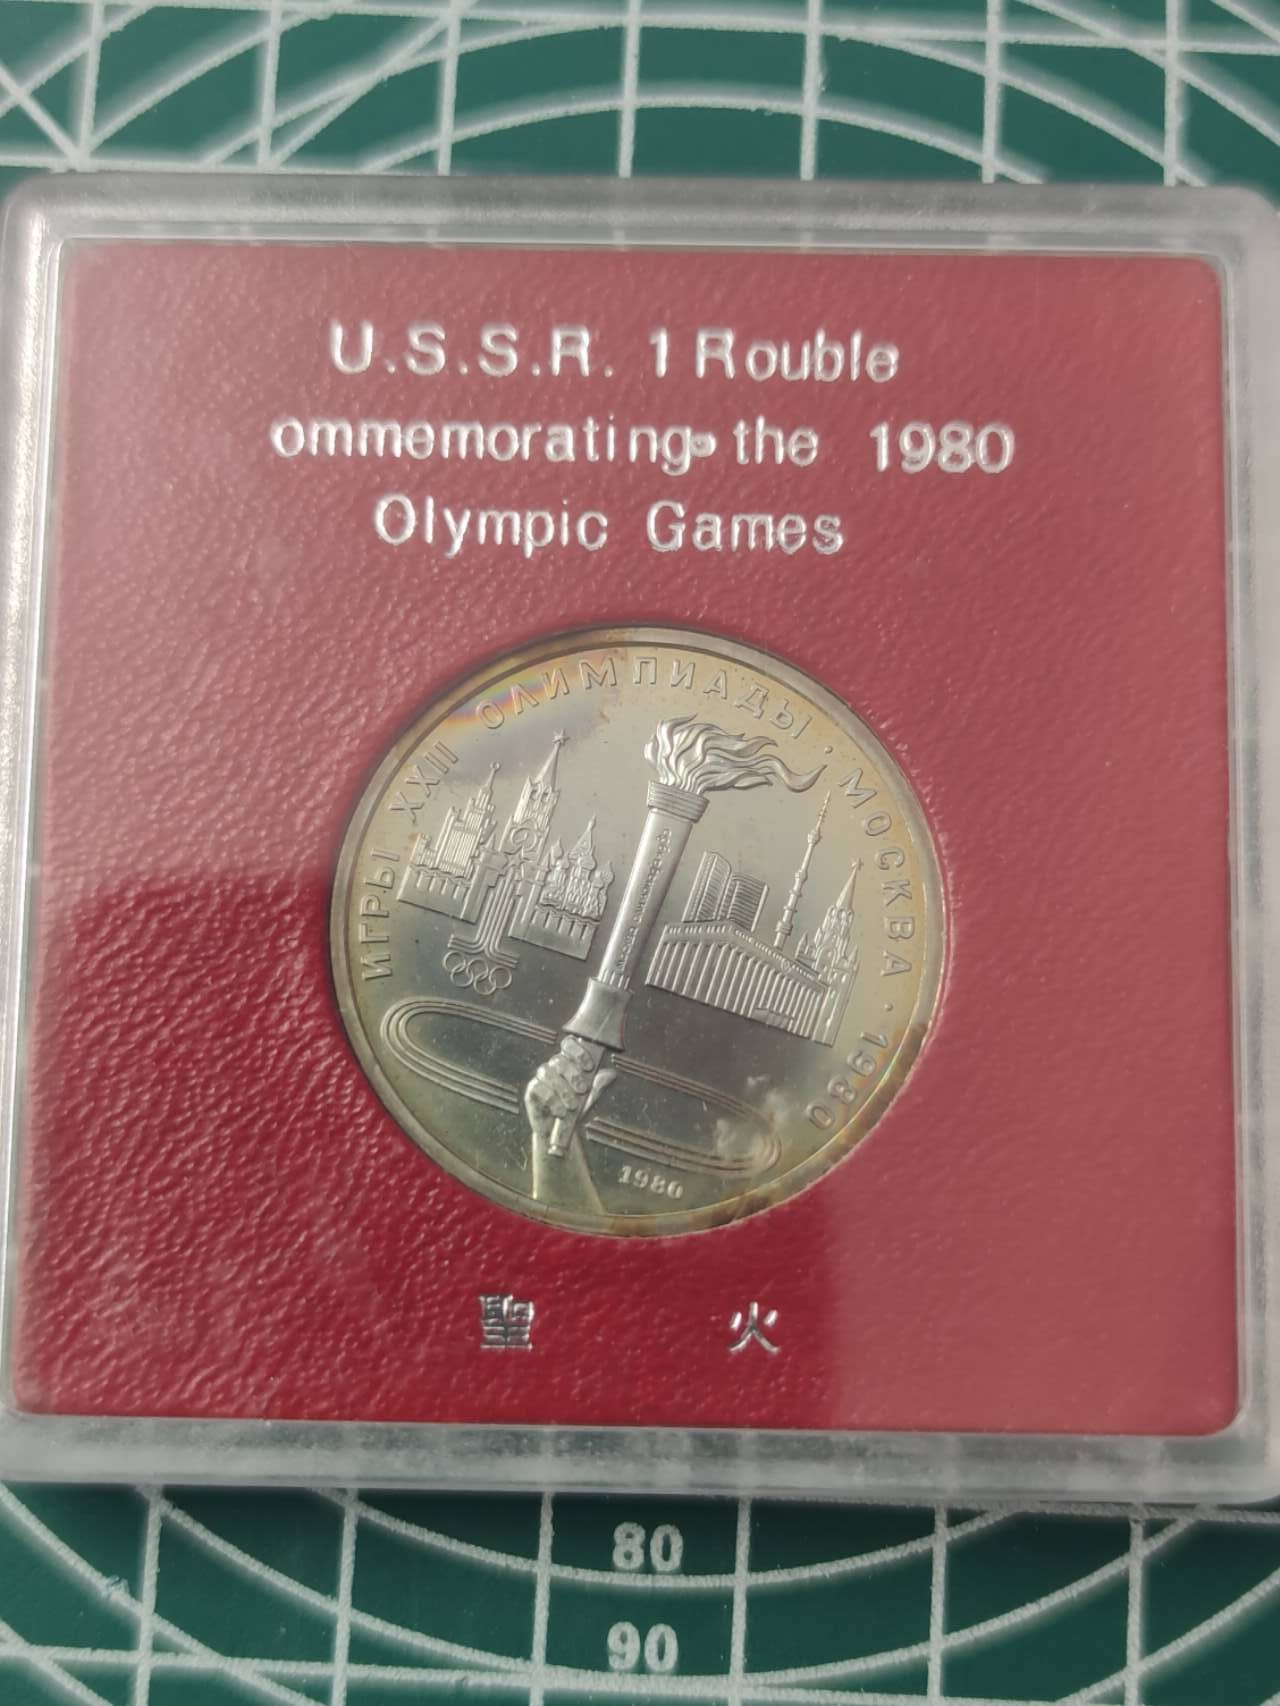 U.S.S.R. 1 Rouble
ommemorating the 1980
Olympic Games
ИГРЫ XXII ОЛИМПИАДЫ · МОСКВА · 1980
1980
聖 火
80
90